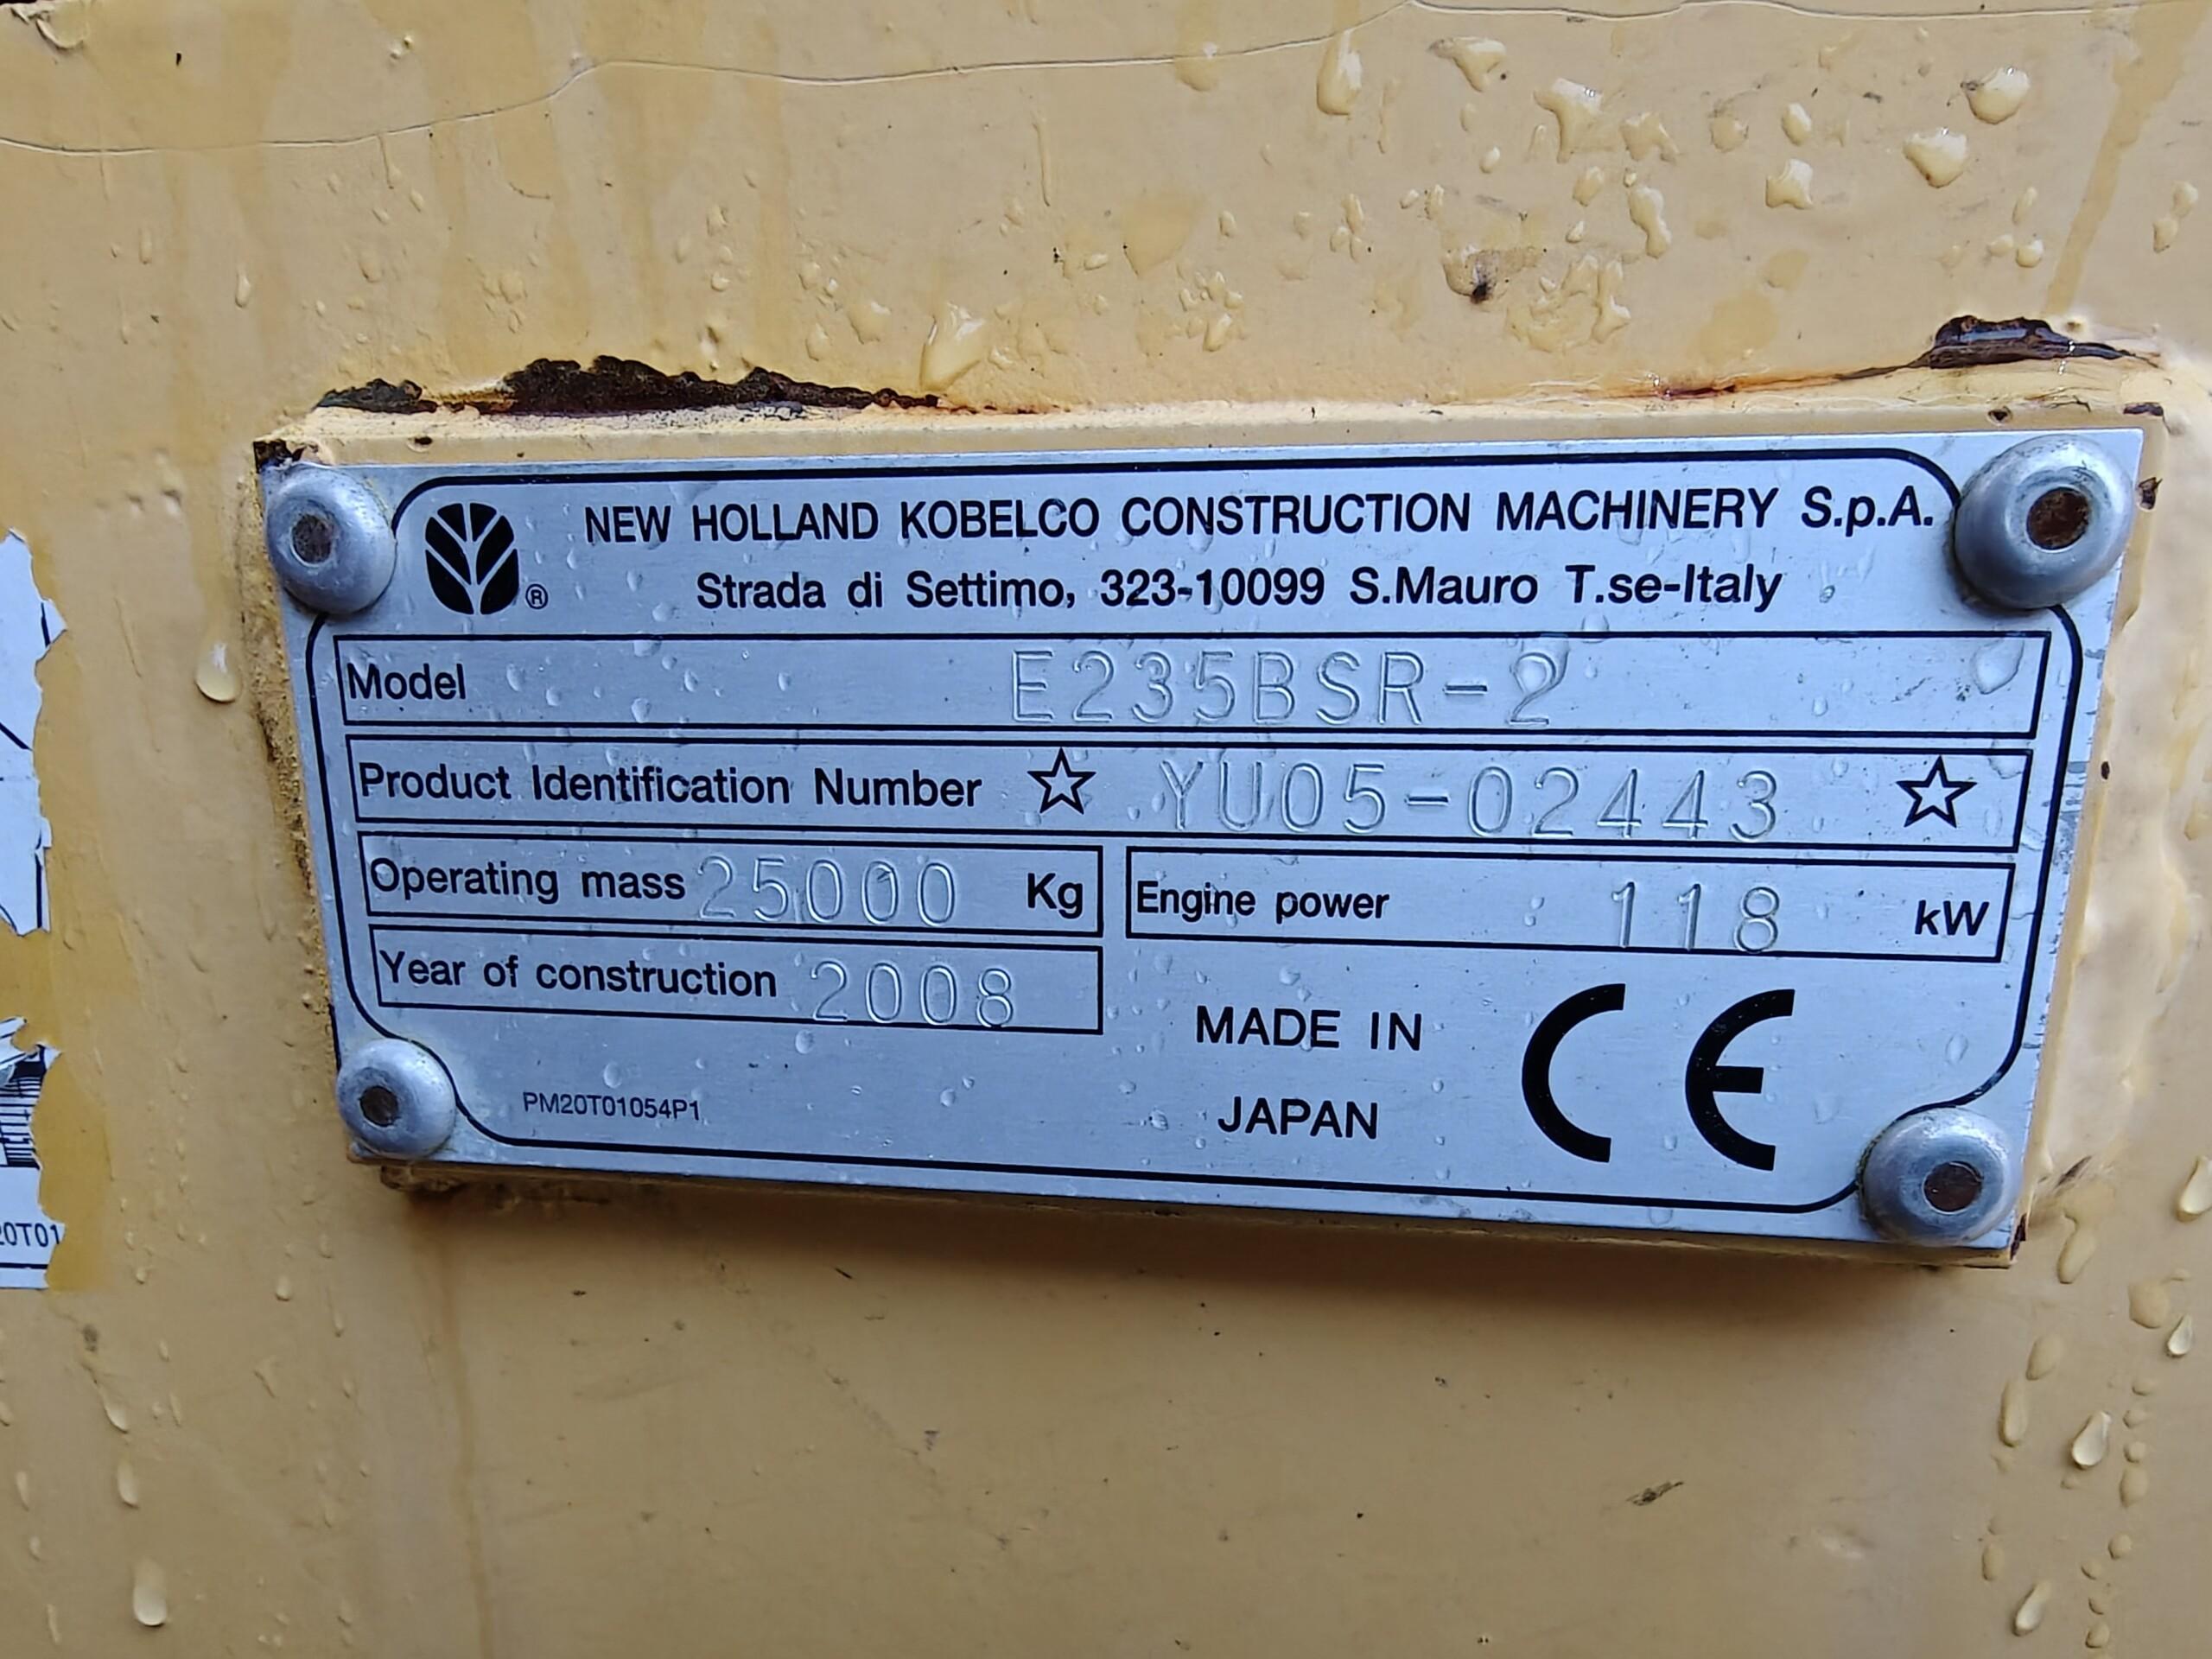 NEW HOLLAND KOBELCO CONSTRUCTION MACHINERY S.p.A.
®
Strada di Settimo, 323-10099 S.Mauro T.se-Italy
Model E235BSR-2
Product Identification Number ☆ YU05-02443 ☆
Operating mass 25000 Kg Engine power 118 kW
Year of construction 2008
MADE IN
JAPAN
CE
PM20T01054P1
20T01